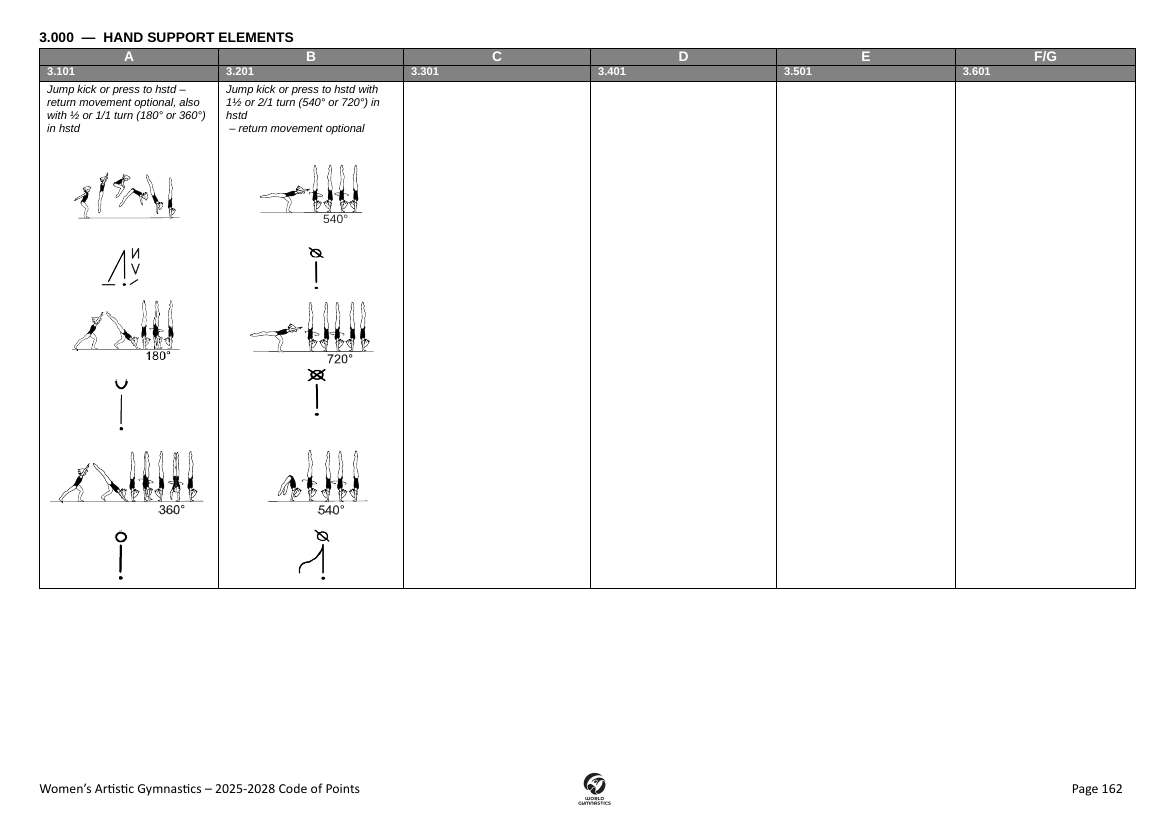 3.000 — HAND SUPPORT ELEMENTS
A B C D E F/G
3.101 3.201 3.301 3.401 3.501 3.601
Jump kick or press to hstd –
return movement optional, also
with ½ or 1/1 turn (180° or 360°)
in hstd
Jump kick or press to hstd with
1½ or 2/1 turn (540° or 720°) in
hstd
– return movement optional
540°
180°
720°
360°
540°
Women's Artistic Gymnastics – 2025-2028 Code of Points
WORLD
GYMNASTICS
Page 162